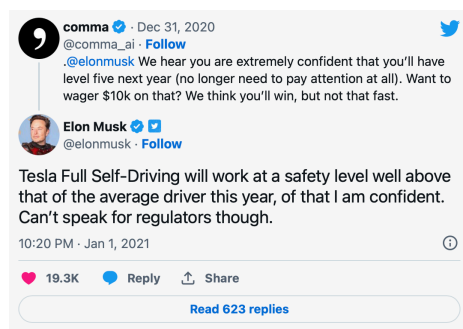 comma · Dec 31, 2020
@comma_ai · Follow
.@elonmusk We hear you are extremely confident that you’ll have
level five next year (no longer need to pay attention at all). Want to
wager $10k on that? We think you’ll win, but not that fast.
Elon Musk
@elonmusk · Follow
Tesla Full Self-Driving will work at a safety level well above
that of the average driver this year, of that I am confident.
Can’t speak for regulators though.
10:20 PM · Jan 1, 2021
19.3K Reply Share
Read 623 replies